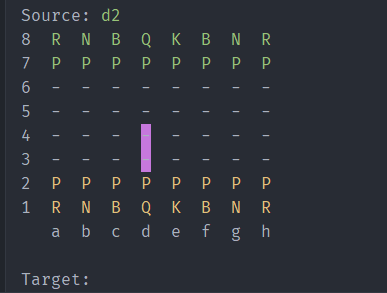 Source: d2
8 R N B Q K B N R
7 P P P P P P P P
6 - - - - - - - -
5 - - - - - - - -
4 - - - - - - - -
3 - - - - - - - -
2 P P P P P P P P
1 R N B Q K B N R
a b c d e f g h
Target: